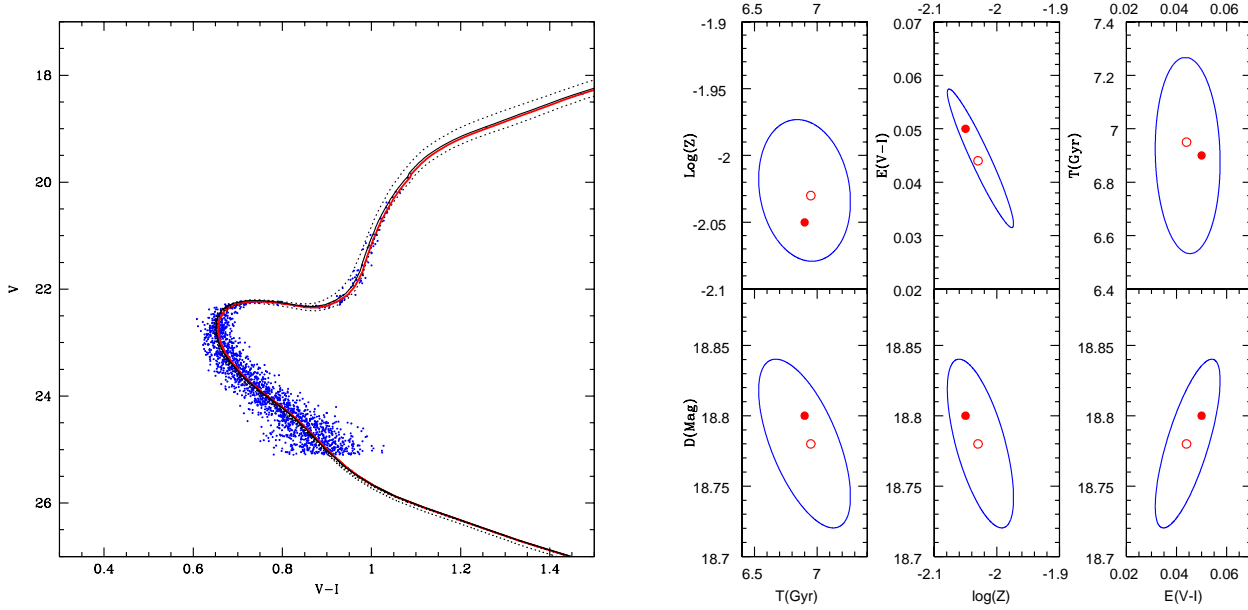 18
20
22
24
26
V
0.4 0.6 0.8 1 1.2 1.4
V-I
6.5 7
-2.1 -2 -1.9
0.02 0.04 0.06
-1.9
-1.95
-2
-2.05
-2.1
Log(Z)
0.07
0.06
0.05
0.04
0.03
0.02
E(V-I)
7.4
7.2
7
6.8
6.6
6.4
T(Gyr)
18.85
18.8
18.75
18.7
D(Mag)
18.85
18.8
18.75
18.7
18.85
18.8
18.75
18.7
6.5 7
T(Gyr)
-2.1 -2 -1.9
log(Z)
0.02 0.04 0.06
E(V-I)